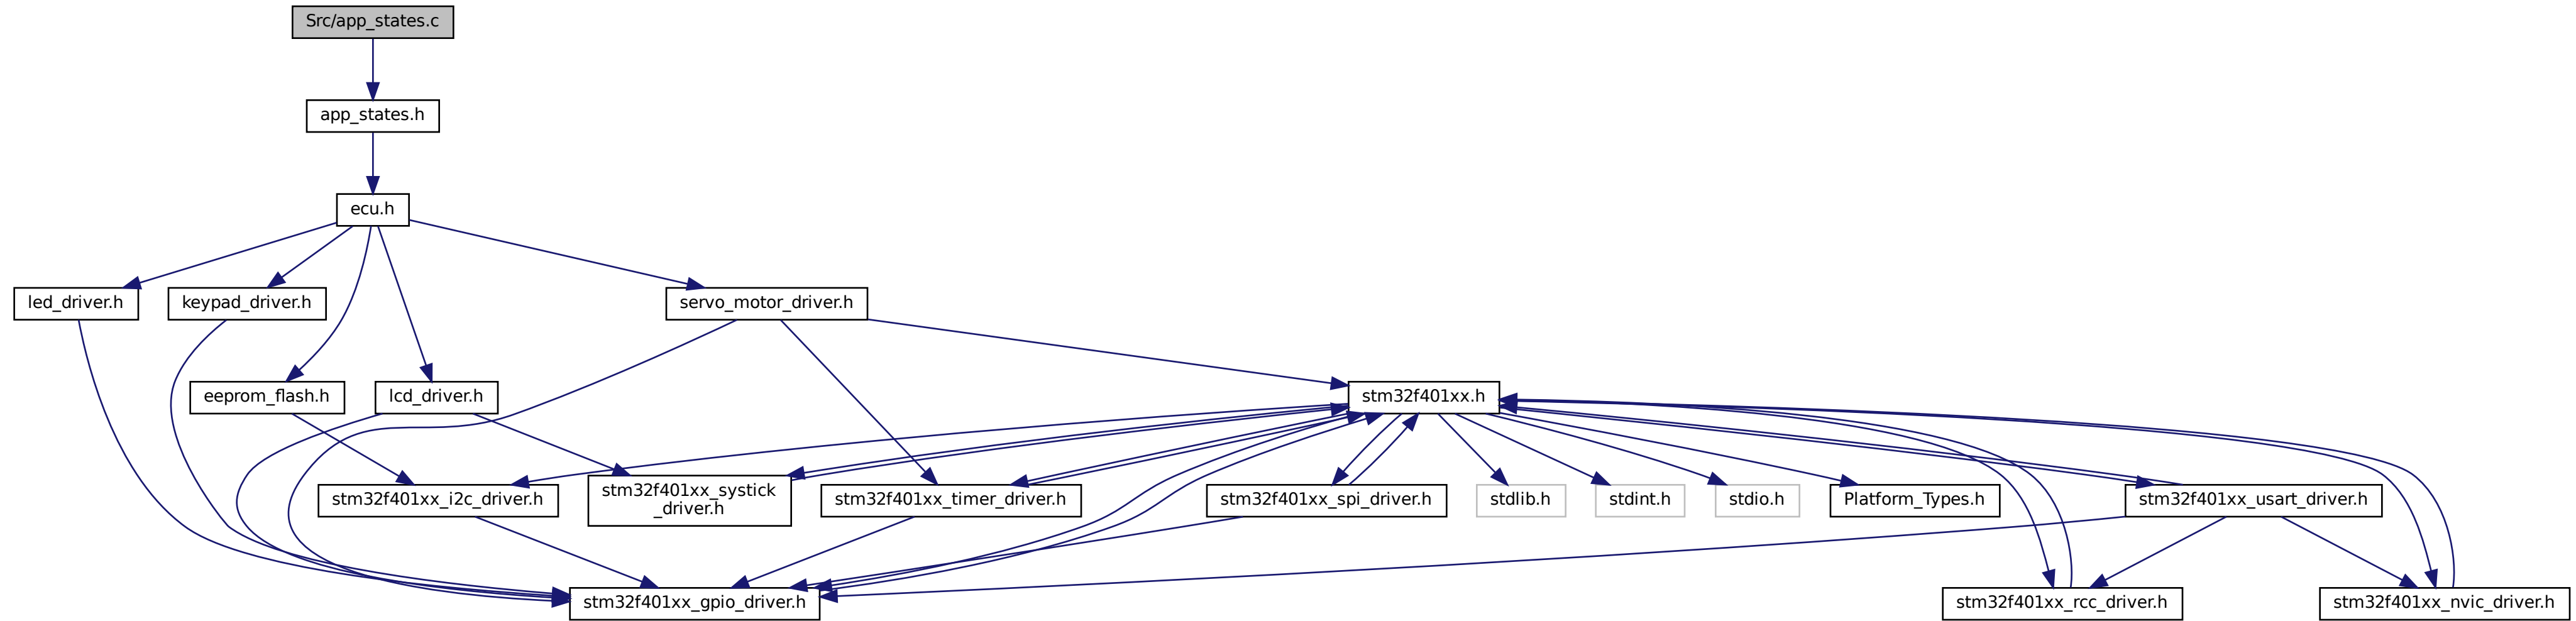 Src/app_states.c
app_states.h
ecu.h
led_driver.h
keypad_driver.h
servo_motor_driver.h
eeprom_flash.h
lcd_driver.h
stm32f401xx.h
stm32f401xx_i2c_driver.h
stm32f401xx_systick
_driver.h
stm32f401xx_timer_driver.h
stm32f401xx_spi_driver.h
stdlib.h
stdint.h
stdio.h
Platform_Types.h
stm32f401xx_usart_driver.h
stm32f401xx_gpio_driver.h
stm32f401xx_rcc_driver.h
stm32f401xx_nvic_driver.h